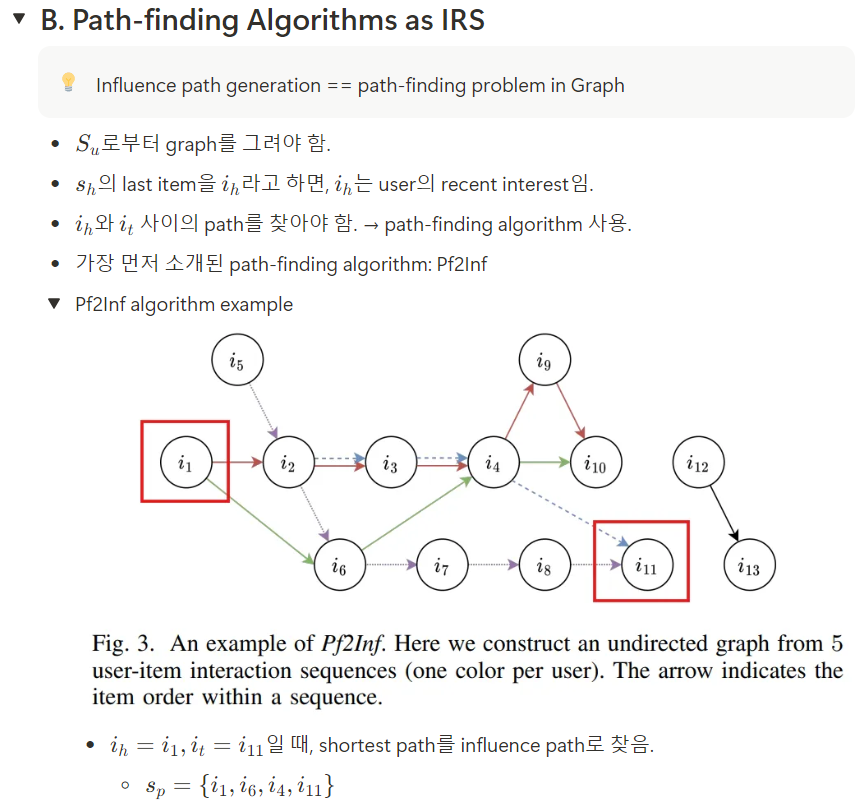 ▼ B. Path-finding Algorithms as IRS
💡 Influence path generation == path-finding problem in Graph
• S_u로부터 graph를 그려야 함.
• s_h의 last item을 i_h라고 하면, i_h는 user의 recent interest임.
• i_h와 i_t 사이의 path를 찾아야 함. → path-finding algorithm 사용.
• 가장 먼저 소개된 path-finding algorithm: Pf2Inf
▼ Pf2Inf algorithm example
i_5 i_9
i_1 i_2 i_3 i_4 i_10 i_12
i_6 i_7 i_8 i_11 i_13
Fig. 3. An example of Pf2Inf. Here we construct an undirected graph from 5
user-item interaction sequences (one color per user). The arrow indicates the
item order within a sequence.
• i_h = i_1, i_t = i_11일 때, shortest path를 influence path로 찾음.
◦ s_p = {i_1, i_6, i_4, i_11}